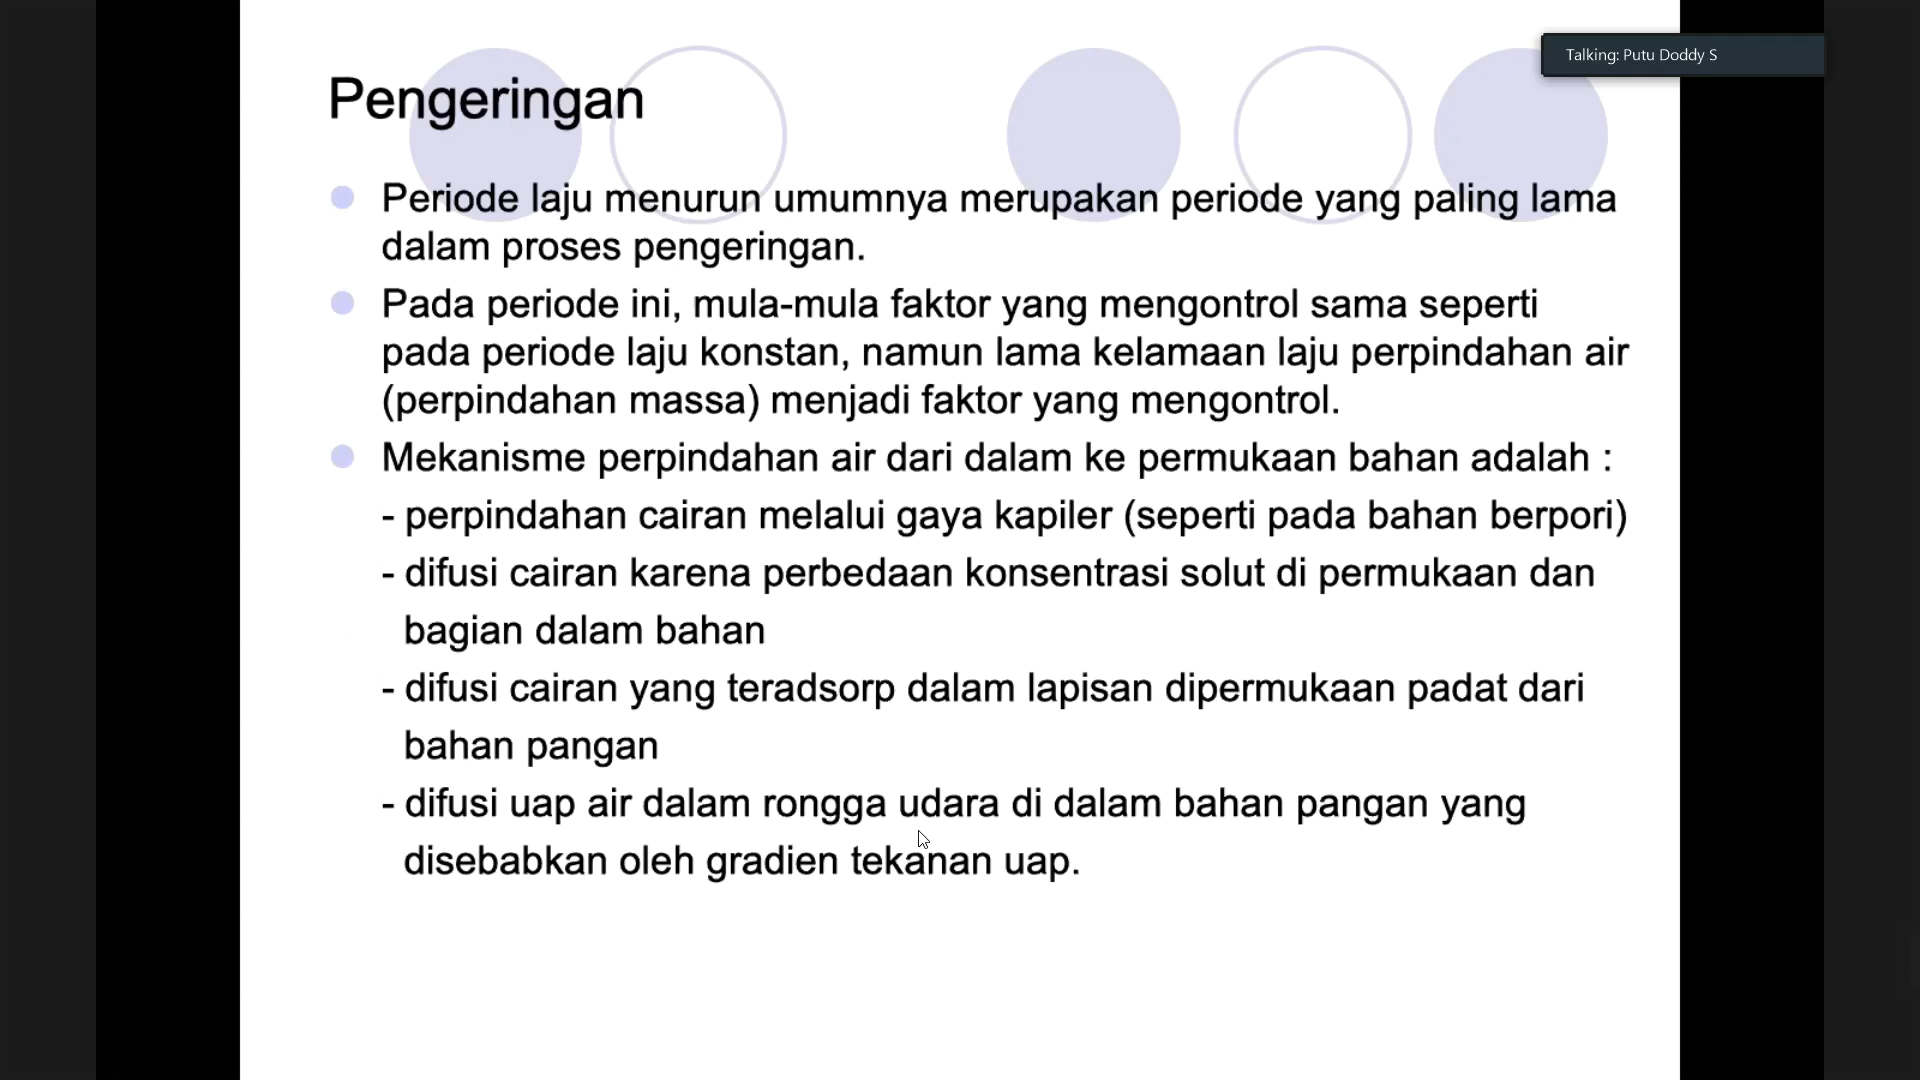 Talking: Putu Doddy S
Pengeringan
Periode laju menurun umumnya merupakan periode yang paling lama
dalam proses pengeringan.
Pada periode ini, mula-mula faktor yang mengontrol sama seperti
pada periode laju konstan, namun lama kelamaan laju perpindahan air
(perpindahan massa) menjadi faktor yang mengontrol.
Mekanisme perpindahan air dari dalam ke permukaan bahan adalah :
- perpindahan cairan melalui gaya kapiler (seperti pada bahan berpori)
- difusi cairan karena perbedaan konsentrasi solut di permukaan dan
bagian dalam bahan
- difusi cairan yang teradsorp dalam lapisan dipermukaan padat dari
bahan pangan
- difusi uap air dalam rongga udara di dalam bahan pangan yang
disebabkan oleh gradien tekanan uap.